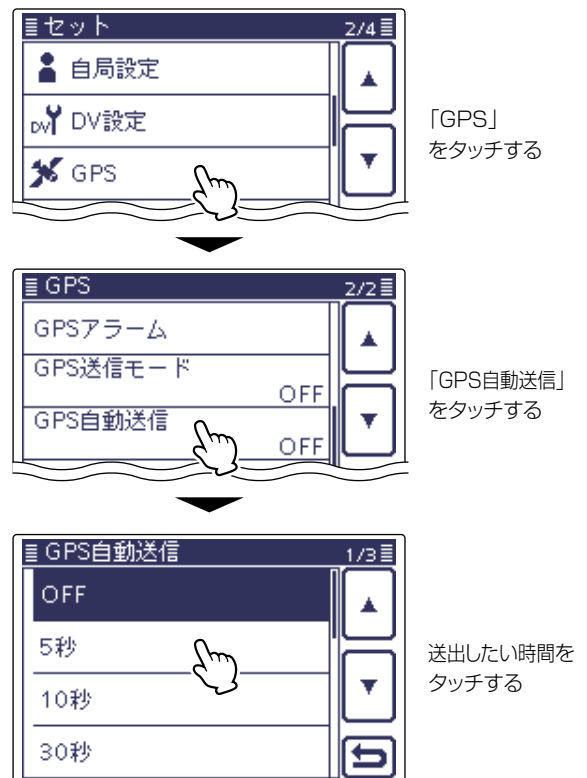 セット 2/4
自局設定
DV DV設定
GPS
「GPS」
をタッチする
GPS 2/2
GPSアラーム
GPS送信モード
OFF
GPS自動送信
OFF
「GPS自動送信」
をタッチする
GPS自動送信 1/3
OFF
5秒
10秒
30秒
送出したい時間を
タッチする